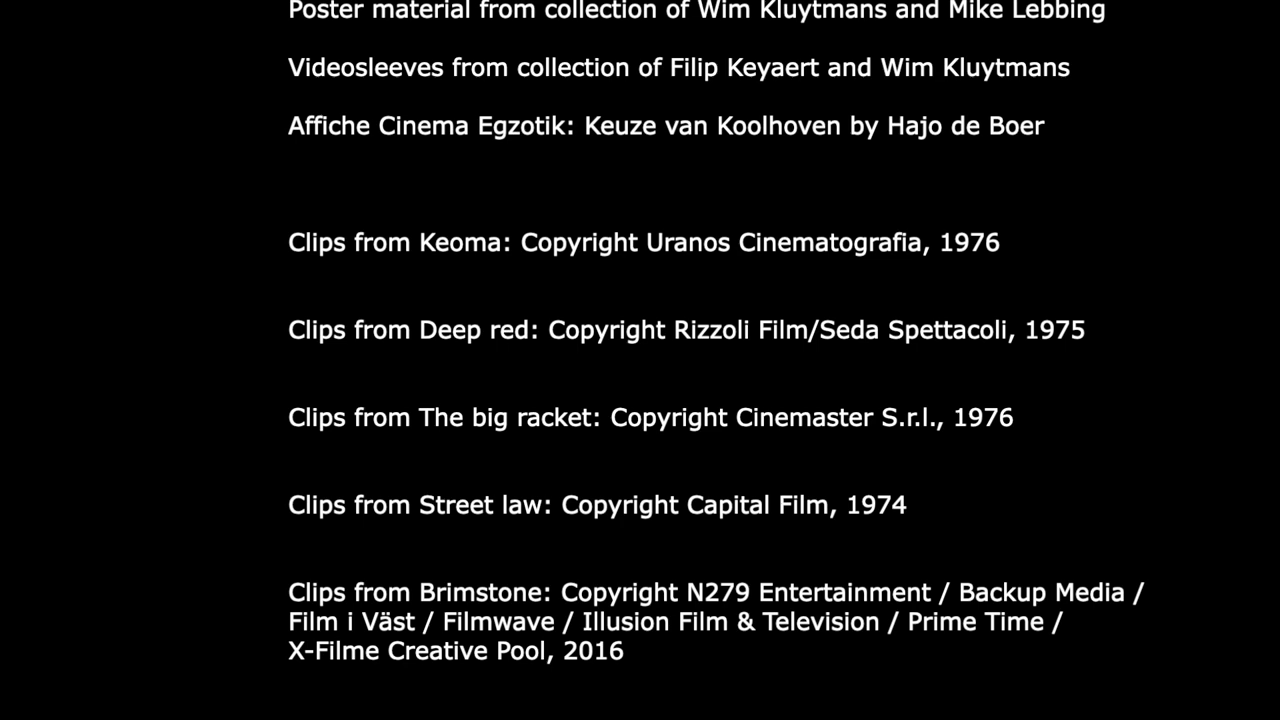 Poster material from collection of Wim Kluytmans and Mike Lebbing
Videosleeves from collection of Filip Keyaert and Wim Kluytmans
Affiche Cinema Egzotik: Keuze van Koolhoven by Hajo de Boer
Clips from Keoma: Copyright Uranos Cinematografia, 1976
Clips from Deep red: Copyright Rizzoli Film/Seda Spettacoli, 1975
Clips from The big racket: Copyright Cinemaster S.r.l., 1976
Clips from Street law: Copyright Capital Film, 1974
Clips from Brimstone: Copyright N279 Entertainment / Backup Media /
Film i Väst / Filmwave / Illusion Film & Television / Prime Time /
X-Filme Creative Pool, 2016